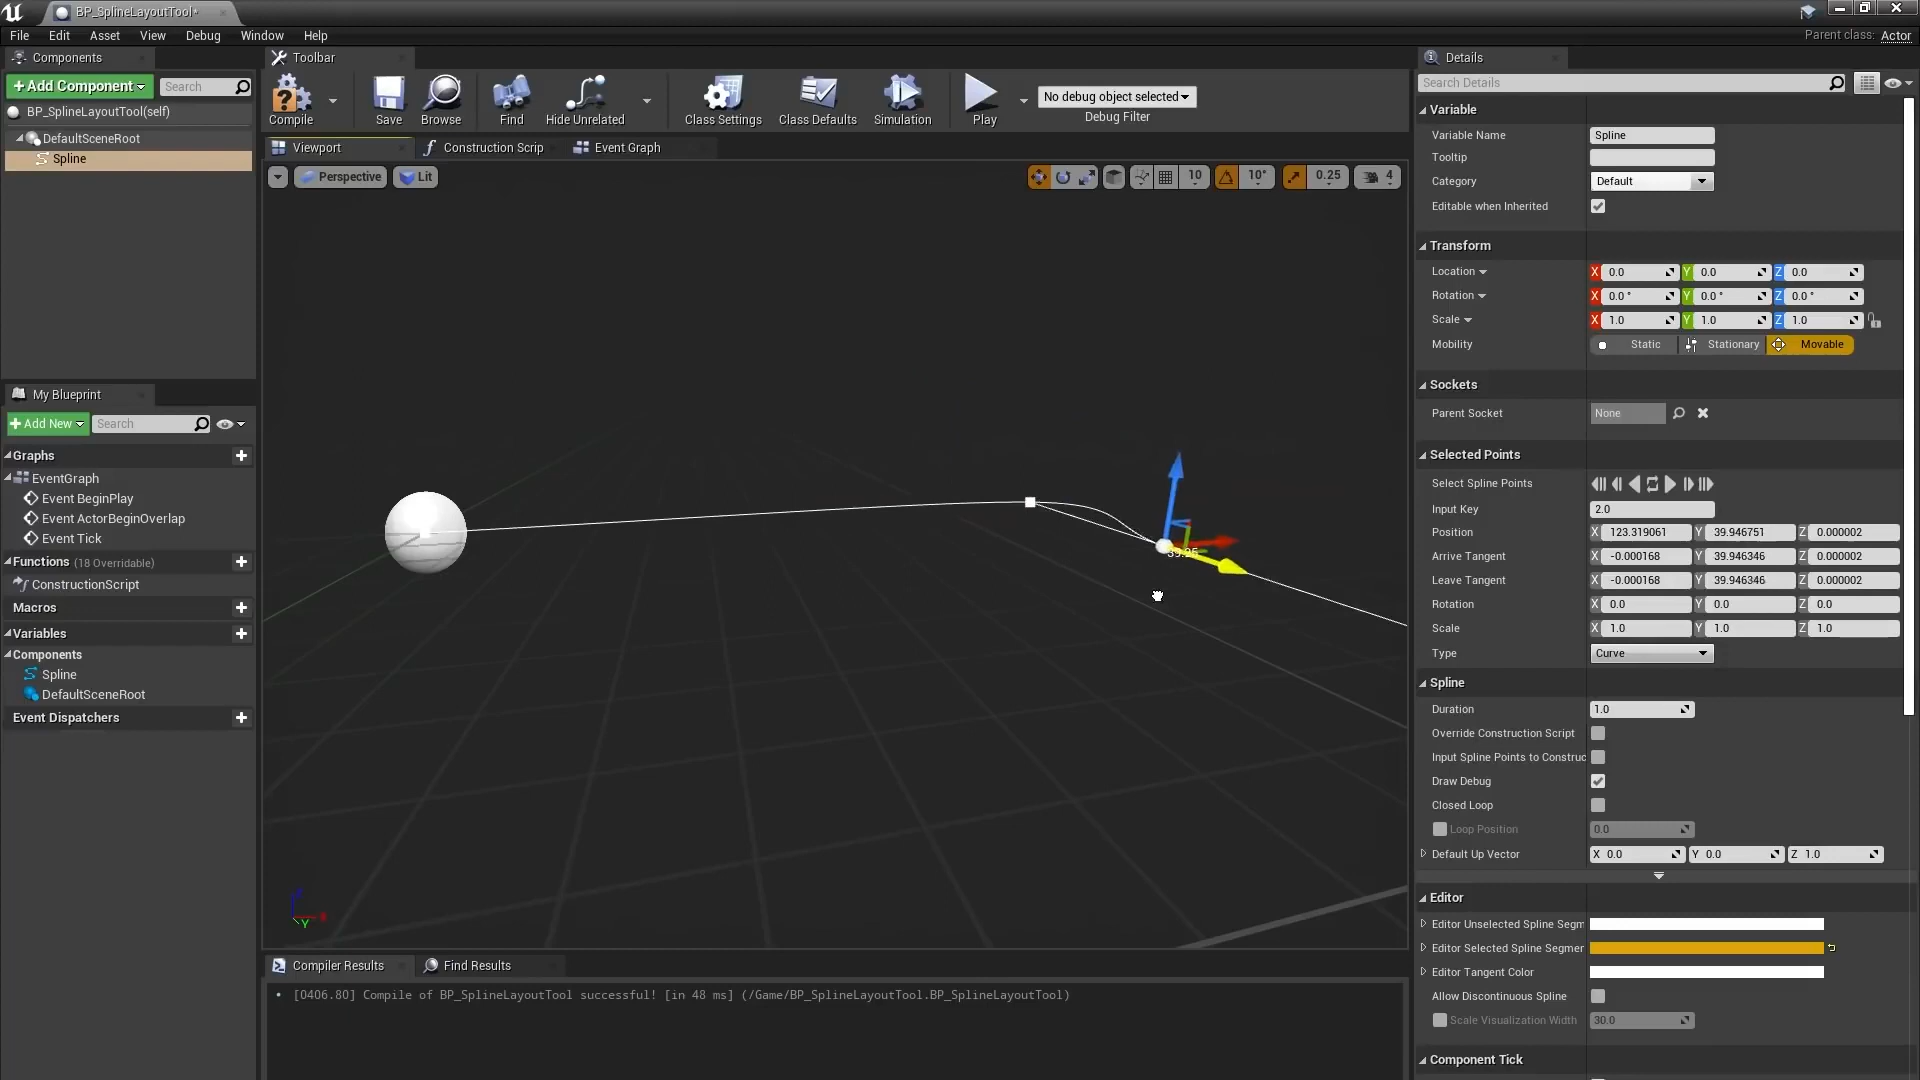 BP_SplineLayoutTool*
File Edit Asset View Debug Window Help
Parent class: Actor
Components
+ Add Component
Search
BP_SplineLayoutTool(self)
DefaultSceneRoot
Spline
My Blueprint
+ Add New
Search
Graphs
EventGraph
Event BeginPlay
Event ActorBeginOverlap
Event Tick
Functions (18 Overridable)
ConstructionScript
Macros
Variables
Components
Spline
DefaultSceneRoot
Event Dispatchers
Toolbar
Compile
Save
Browse
Find
Hide Unrelated
Class Settings
Class Defaults
Simulation
Play
No debug object selected
Debug Filter
Viewport
Construction Scrip
Event Graph
Perspective
Lit
10
10°
0.25
4
39.95
Y
Compiler Results
Find Results
• [0406.80] Compile of BP_SplineLayoutTool successful! [in 48 ms] (/Game/BP_SplineLayoutTool.BP_SplineLayoutTool)
Details
Search Details
Variable
Variable Name Spline
Tooltip
Category Default
Editable when Inherited
Transform
Location X 0.0 Y 0.0 Z 0.0
Rotation X 0.0 ° Y 0.0 ° Z 0.0 °
Scale X 1.0 Y 1.0 Z 1.0
Mobility Static Stationary Movable
Sockets
Parent Socket None
Selected Points
Select Spline Points
Input Key 2.0
Position X 123.319061 Y 39.946751 Z 0.000002
Arrive Tangent X -0.000168 Y 39.946346 Z 0.000002
Leave Tangent X -0.000168 Y 39.946346 Z 0.000002
Rotation X 0.0 Y 0.0 Z 0.0
Scale X 1.0 Y 1.0 Z 1.0
Type Curve
Spline
Duration 1.0
Override Construction Script
Input Spline Points to Construc
Draw Debug
Closed Loop
Loop Position 0.0
Default Up Vector X 0.0 Y 0.0 Z 1.0
Editor
Editor Unselected Spline Segm
Editor Selected Spline Segmer
Editor Tangent Color
Allow Discontinuous Spline
Scale Visualization Width 30.0
Component Tick